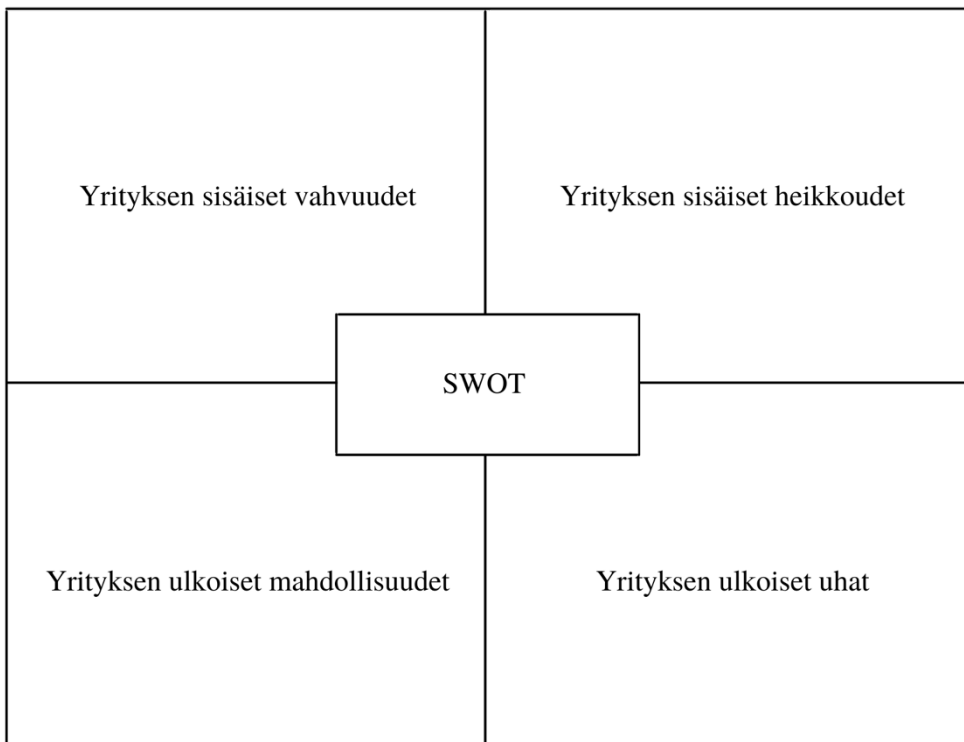 Yrityksen sisäiset vahvuudet
Yrityksen sisäiset heikkoudet
SWOT
Yrityksen ulkoiset mahdollisuudet
Yrityksen ulkoiset uhat